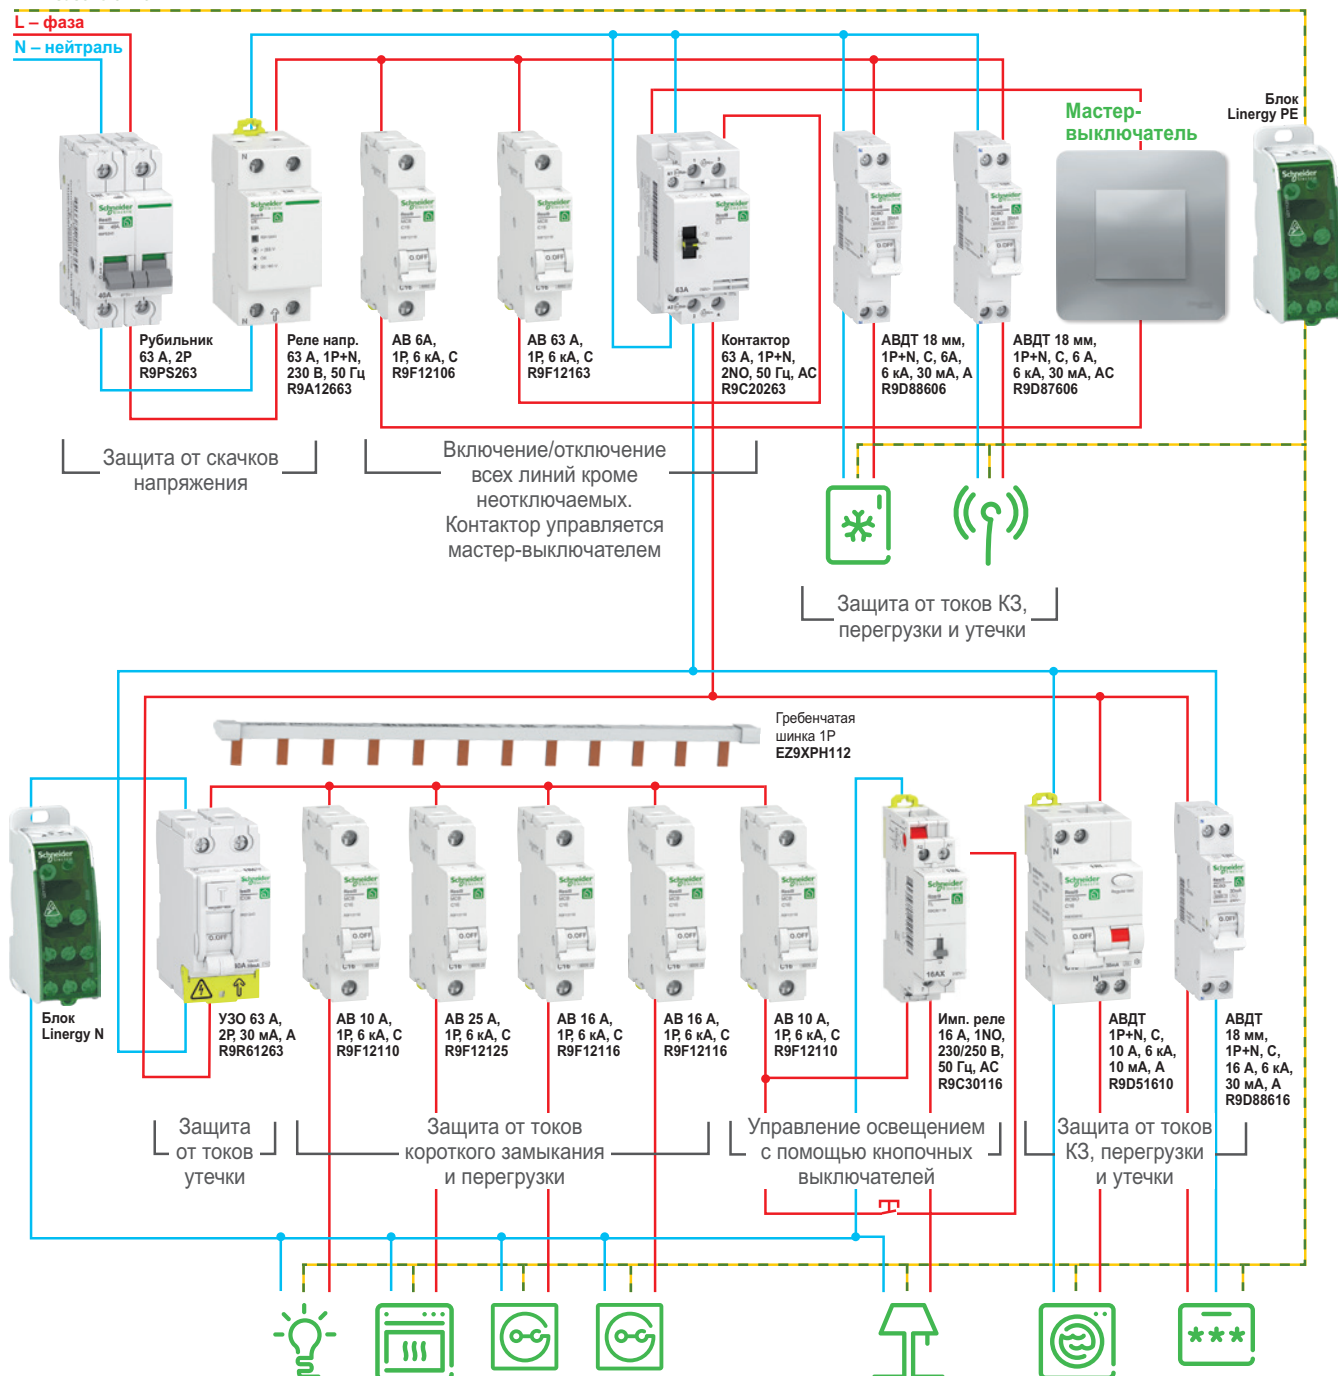 L – фаза
N – нейтраль
Мастер-
выключатель
Блок
Linergy PE
Рубильник
63 А, 2P
R9PS263
Реле напр.
63 А, 1P+N,
230 В, 50 Гц
R9A12663
АВ 6А,
1P, 6 кА, C
R9F12106
АВ 63 А,
1P, 6 кА, C
R9F12163
Контактор
63 А, 1P+N,
2NO, 50 Гц, AC
R9C20263
АВДТ 18 мм,
1P+N, C, 6А,
6 кА, 30 мА, А
R9D88606
АВДТ 18 мм,
1P+N, C, 6 А,
6 кА, 30 мА, AC
R9D87606
Защита от скачков
напряжения
Включение/отключение
всех линий кроме
неотключаемых.
Контактор управляется
мастер-выключателем
Защита от токов КЗ,
перегрузки и утечки
Гребенчатая
шинка 1P
EZ9XPH112
Блок
Linergy N
УЗО 63 А,
2P, 30 мА, А
R9R61263
АВ 10 А,
1P, 6 кА, C
R9F12110
АВ 25 А,
1P, 6 кА, C
R9F12125
АВ 16 А,
1P, 6 кА, C
R9F12116
АВ 16 А,
1P, 6 кА, C
R9F12116
АВ 10 А,
1P, 6 кА, C
R9F12110
Имп. реле
16 А, 1NO,
230/250 В,
50 Гц, AC
R9C30116
АВДТ
1P+N, C,
10 А, 6 кА,
10 мА, А
R9D51610
АВДТ
18 мм,
1P+N, C,
16 А, 6 кА,
30 мА, А
R9D88616
Защита
от токов
утечки
Защита от токов
короткого замыкания
и перегрузки
Управление освещением
с помощью кнопочных
выключателей
Защита от токов
КЗ, перегрузки
и утечки